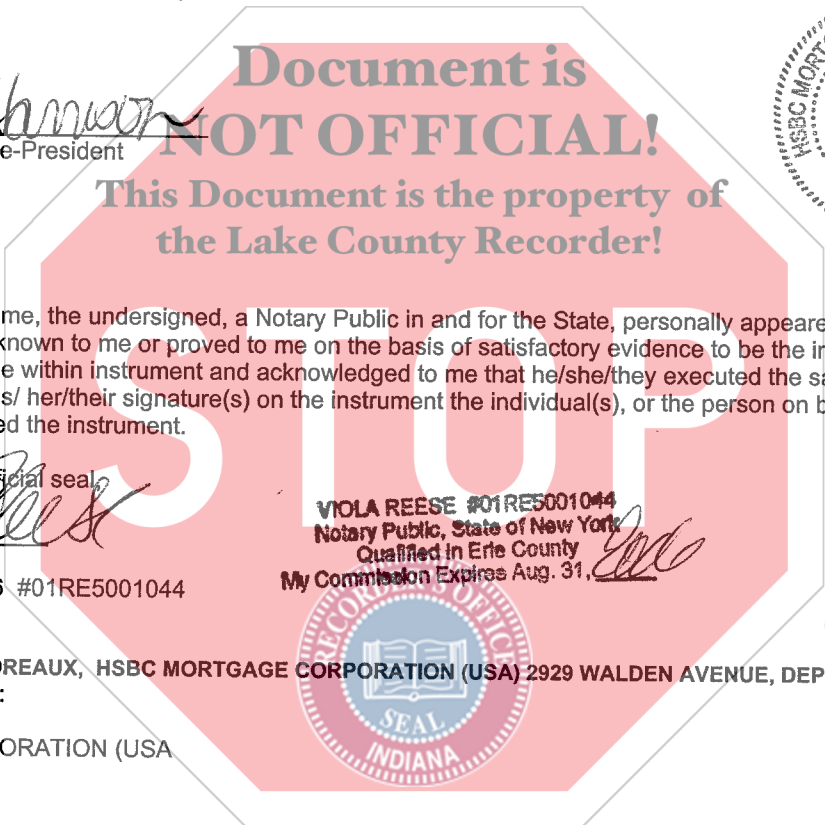 Document is
NOT OFFICIAL!
e-President
This Document is the property of
the Lake County Recorder!
HSBC MORT
STOP
me, the undersigned, a Notary Public in and for the State, personally appeare
known to me or proved to me on the basis of satisfactory evidence to be the in
e within instrument and acknowledged to me that he/she/they executed the sa
s/ her/their signature(s) on the instrument the individual(s), or the person on b
ed the instrument.
icial seal
VIOLA REESE #01RE5001044
Notary Public, State of New York
Qualified in Erie County
My Commission Expires Aug. 31,
#01RE5001044
RECORDER'S OFFICE
OREAUX, HSBC MORTGAGE CORPORATION (USA) 2929 WALDEN AVENUE, DEP
:
SEAL
INDIANA
ORATION (USA